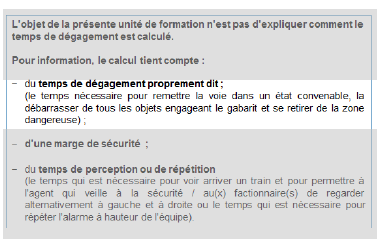 L'objet de la présente unité de formation n'est pas d'expliquer comment le
temps de dégagement est calculé.
Pour information, le calcul tient compte :
– du temps de dégagement proprement dit ;
(le temps nécessaire pour remettre la voie dans un état convenable, la
débarrasser de tous les objets engageant le gabarit et se retirer de la zone
dangereuse) ;
– d'une marge de sécurité ;
– du temps de perception ou de répétition
(le temps qui est nécessaire pour voir arriver un train et pour permettre à
l'agent qui veille à la sécurité / au(x) factionnaire(s) de regarder
alternativement à gauche et à droite ou le temps qui est nécessaire pour
répéter l'alarme à hauteur de l'équipe).